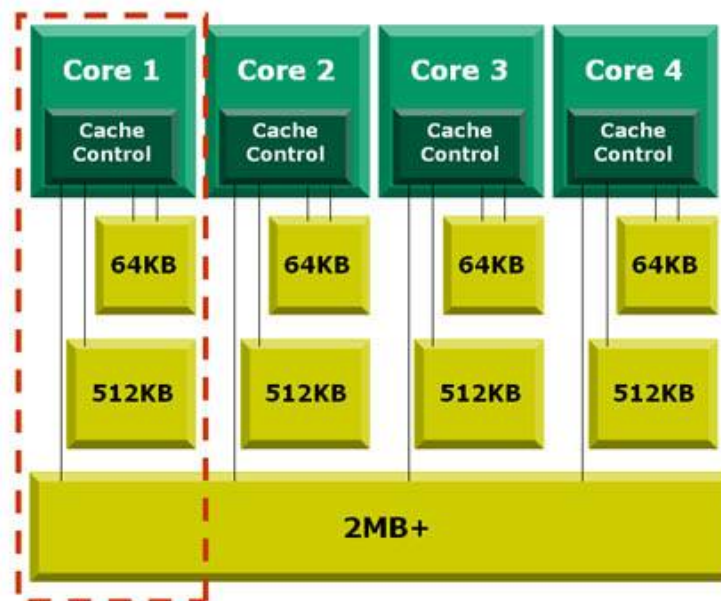 Core 1
Core 2
Core 3
Core 4
Cache
Control
Cache
Control
Cache
Control
Cache
Control
64KB
64KB
64KB
64KB
512KB
512KB
512KB
512KB
2MB+